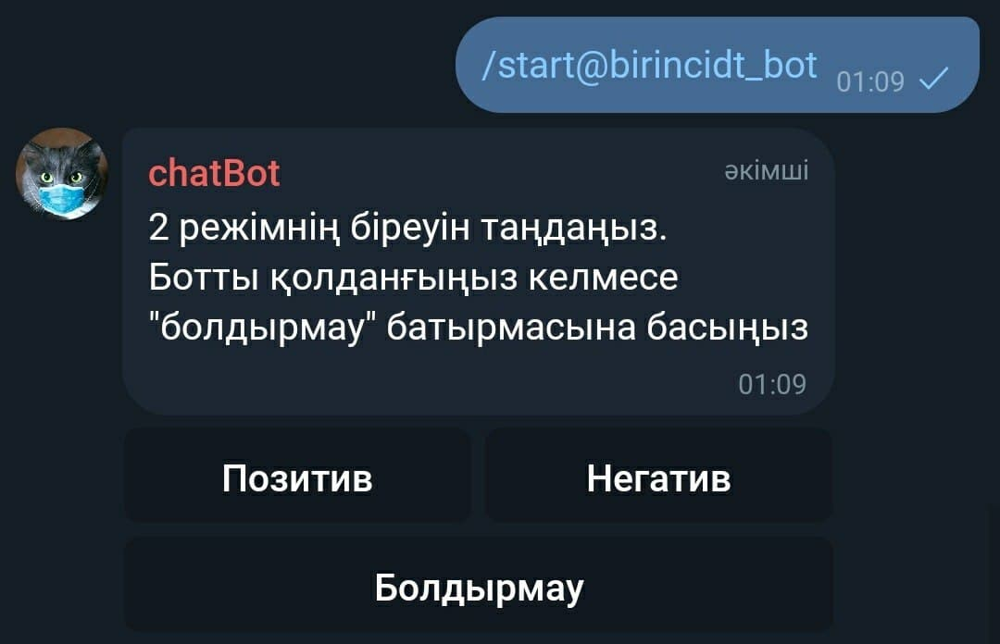 /start@birincidt_bot 01:09
chatBot әкімші
2 режімнің біреуін таңдаңыз.
Ботты қолданғыңыз келмесе
"болдырмау" батырмасына басыңыз
01:09
Позитив Негатив
Болдырмау